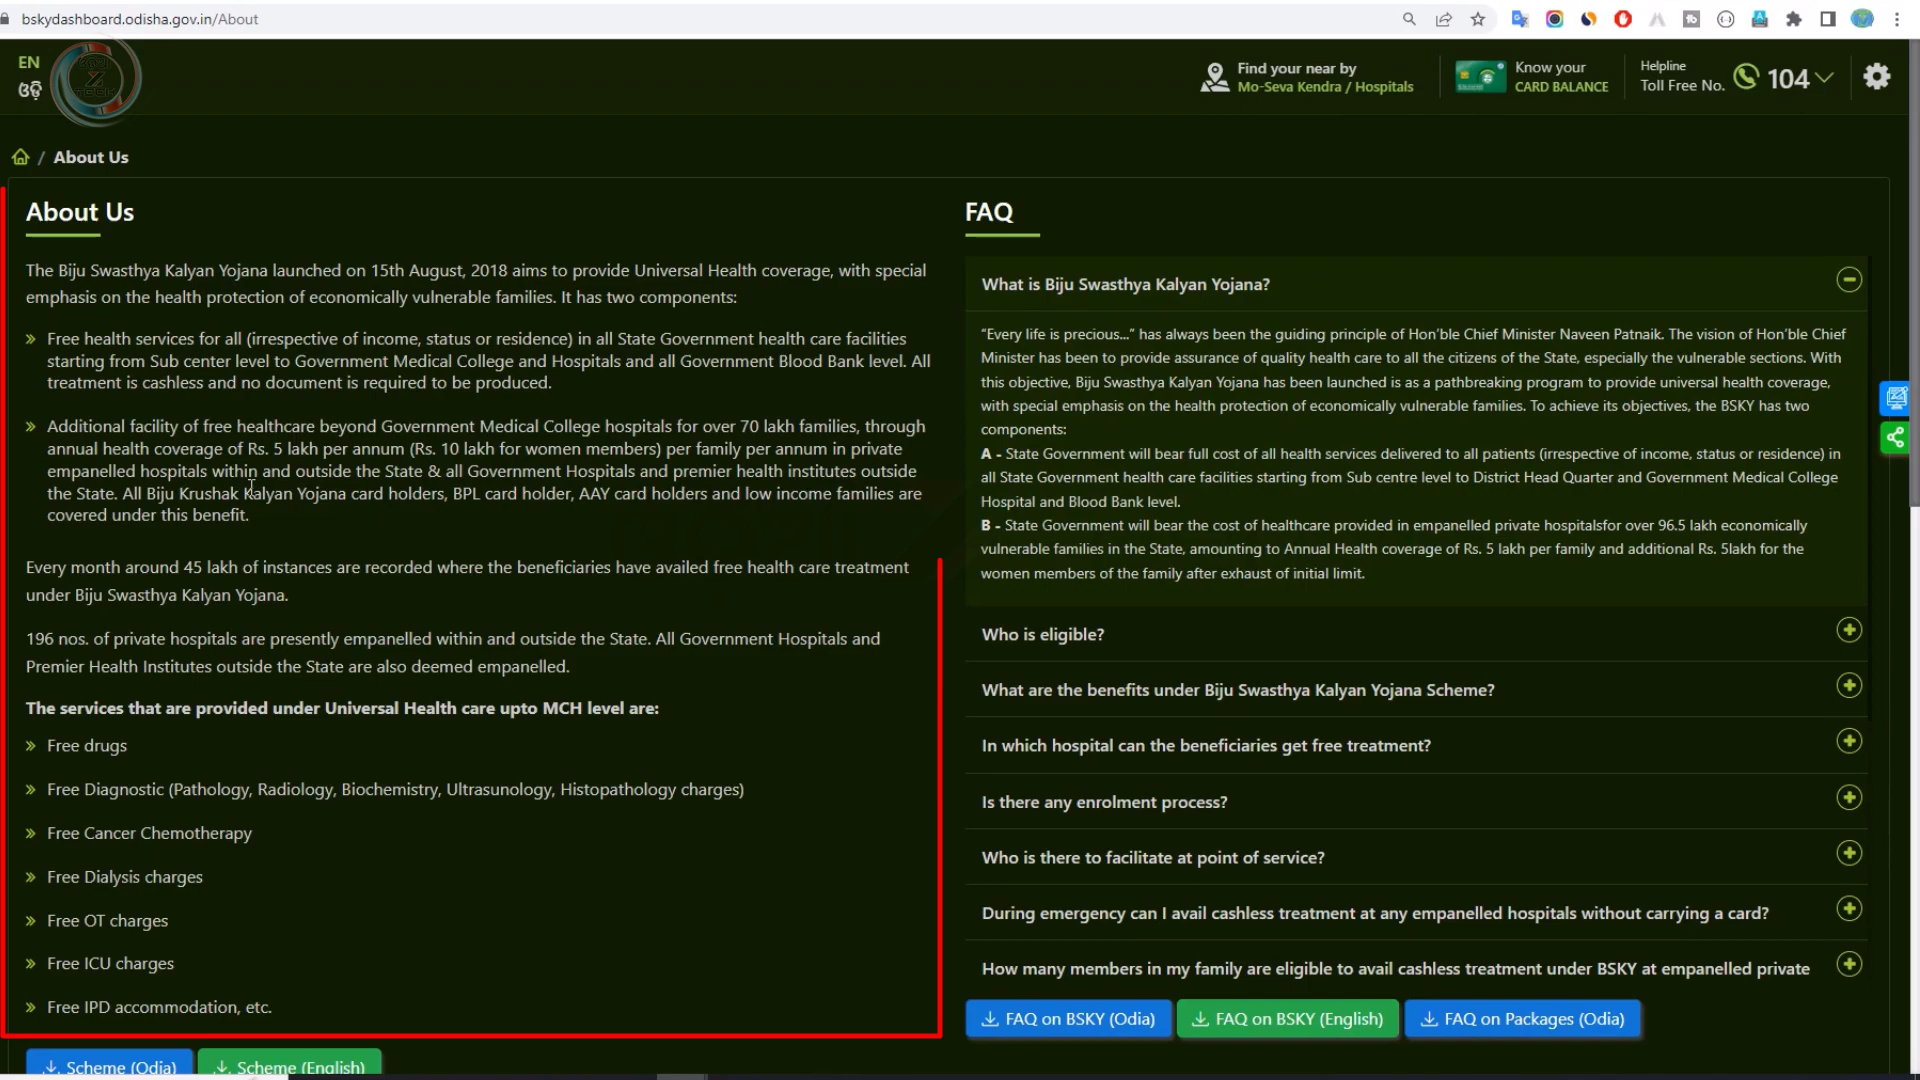 bskydashboard.odisha.gov.in/About
EN
ଓଡ଼ି
Find your near by
Mo-Seva Kendra / Hospitals
Know your
CARD BALANCE
Helpline
Toll Free No.
104
/ About Us
About Us
The Biju Swasthya Kalyan Yojana launched on 15th August, 2018 aims to provide Universal Health coverage, with special
emphasis on the health protection of economically vulnerable families. It has two components:
Free health services for all (irrespective of income, status or residence) in all State Government health care facilities
starting from Sub center level to Government Medical College and Hospitals and all Government Blood Bank level. All
treatment is cashless and no document is required to be produced.
Additional facility of free healthcare beyond Government Medical College hospitals for over 70 lakh families, through
annual health coverage of Rs. 5 lakh per annum (Rs. 10 lakh for women members) per family per annum in private
empanelled hospitals within and outside the State & all Government Hospitals and premier health institutes outside
the State. All Biju Krushak Kalyan Yojana card holders, BPL card holder, AAY card holders and low income families are
covered under this benefit.
Every month around 45 lakh of instances are recorded where the beneficiaries have availed free health care treatment
under Biju Swasthya Kalyan Yojana.
196 nos. of private hospitals are presently empanelled within and outside the State. All Government Hospitals and
Premier Health Institutes outside the State are also deemed empanelled.
The services that are provided under Universal Health care upto MCH level are:
Free drugs
Free Diagnostic (Pathology, Radiology, Biochemistry, Ultrasunology, Histopathology charges)
Free Cancer Chemotherapy
Free Dialysis charges
Free OT charges
Free ICU charges
Free IPD accommodation, etc.
Scheme (Odia)
Scheme (English)
FAQ
What is Biju Swasthya Kalyan Yojana?
“Every life is precious...” has always been the guiding principle of Hon’ble Chief Minister Naveen Patnaik. The vision of Hon’ble Chief
Minister has been to provide assurance of quality health care to all the citizens of the State, especially the vulnerable sections. With
this objective, Biju Swasthya Kalyan Yojana has been launched is as a pathbreaking program to provide universal health coverage,
with special emphasis on the health protection of economically vulnerable families. To achieve its objectives, the BSKY has two
components:
A - State Government will bear full cost of all health services delivered to all patients (irrespective of income, status or residence) in
all State Government health care facilities starting from Sub centre level to District Head Quarter and Government Medical College
Hospital and Blood Bank level.
B - State Government will bear the cost of healthcare provided in empanelled private hospitalsfor over 96.5 lakh economically
vulnerable families in the State, amounting to Annual Health coverage of Rs. 5 lakh per family and additional Rs. 5lakh for the
women members of the family after exhaust of initial limit.
Who is eligible?
What are the benefits under Biju Swasthya Kalyan Yojana Scheme?
In which hospital can the beneficiaries get free treatment?
Is there any enrolment process?
Who is there to facilitate at point of service?
During emergency can I avail cashless treatment at any empanelled hospitals without carrying a card?
How many members in my family are eligible to avail cashless treatment under BSKY at empanelled private
FAQ on BSKY (Odia)
FAQ on BSKY (English)
FAQ on Packages (Odia)